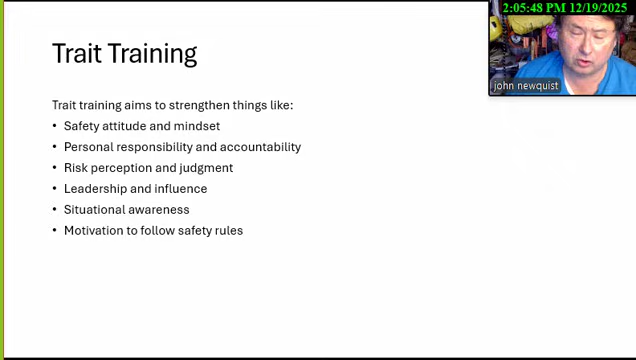 2:05:48 PM 12/19/2025
john newquist
Trait Training
Trait training aims to strengthen things like:
• Safety attitude and mindset
• Personal responsibility and accountability
• Risk perception and judgment
• Leadership and influence
• Situational awareness
• Motivation to follow safety rules